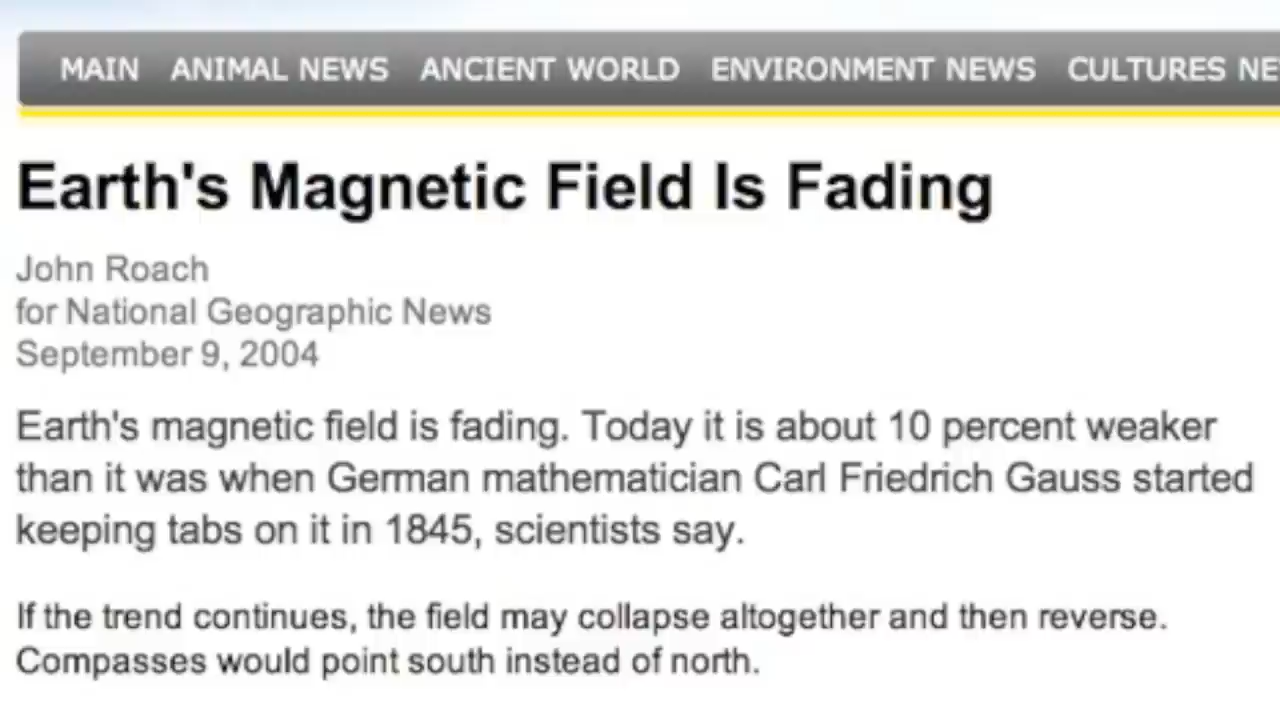 MAIN ANIMAL NEWS ANCIENT WORLD ENVIRONMENT NEWS CULTURES NE
Earth's Magnetic Field Is Fading
John Roach
for National Geographic News
September 9, 2004
Earth's magnetic field is fading. Today it is about 10 percent weaker
than it was when German mathematician Carl Friedrich Gauss started
keeping tabs on it in 1845, scientists say.
If the trend continues, the field may collapse altogether and then reverse.
Compasses would point south instead of north.